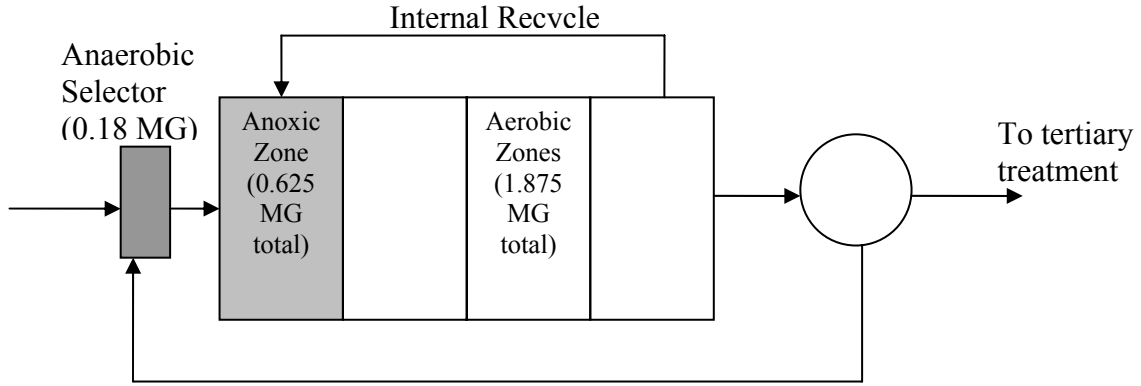 Internal Recycle
Anaerobic
Selector
(0.18 MG)
Anoxic
Zone
(0.625
MG
total)
Aerobic
Zones
(1.875
MG
total)
To tertiary
treatment